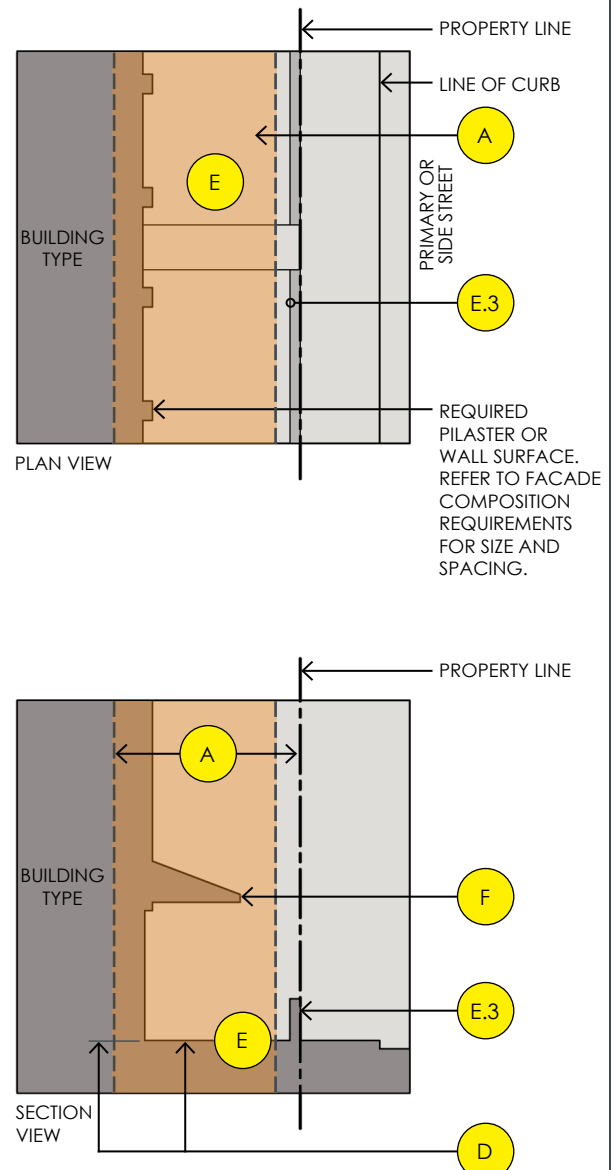 PROPERTY LINE
LINE OF CURB
A
E
PRIMARY OR
SIDE STREET
BUILDING
TYPE
E.3
REQUIRED
PILASTER OR
WALL SURFACE.
REFER TO FACADE
COMPOSITION
REQUIREMENTS
FOR SIZE AND
SPACING.
PLAN VIEW
PROPERTY LINE
A
BUILDING
TYPE
F
E.3
E
SECTION
VIEW
D